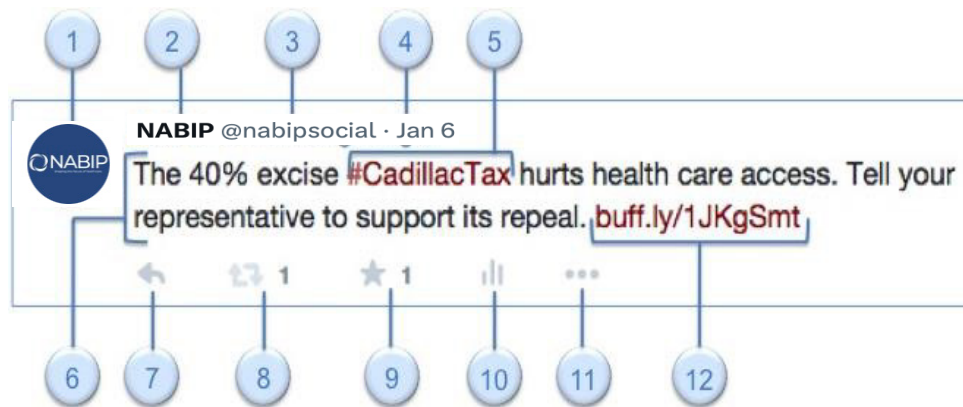 1 2 3 4 5
NABIP @nabipsocial · Jan 6
NABIP
The 40% excise #CadillacTax hurts health care access. Tell your
representative to support its repeal. buff.ly/1JKgSmt
1 1
6 7 8 9 10 11 12